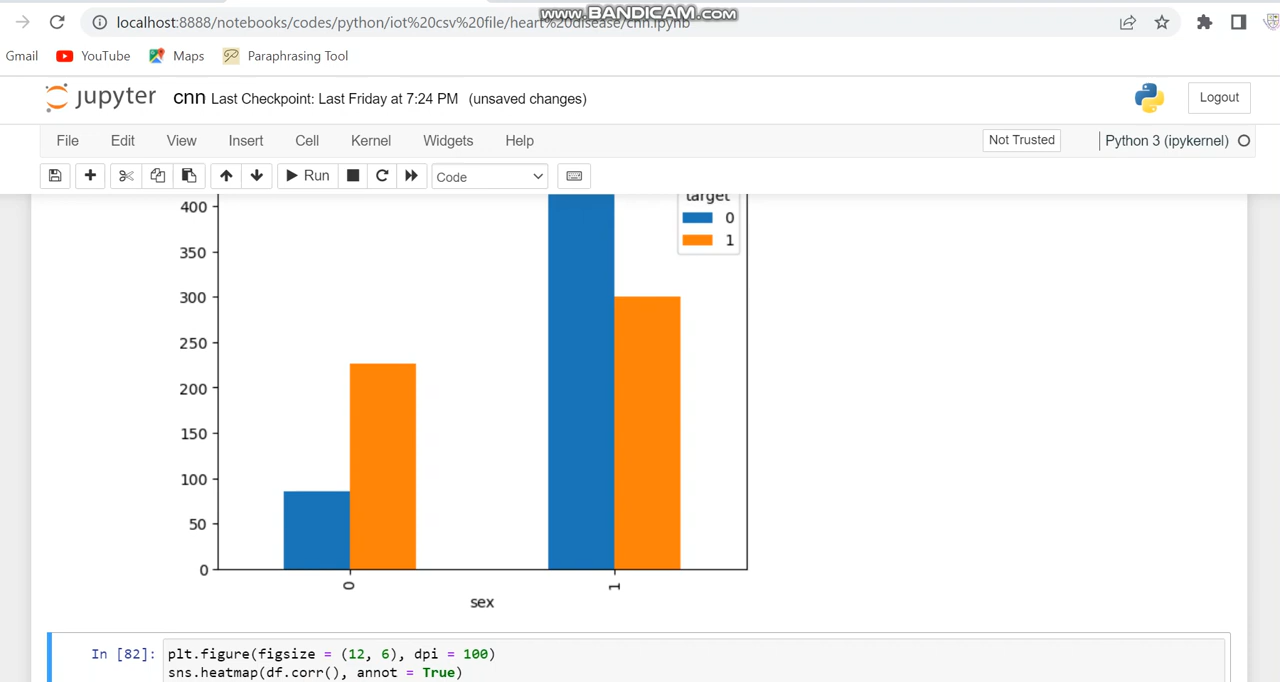 www.BANDICAM.com
localhost:8888/notebooks/codes/python/iot%20csv%20file/heart%20disease/cnn.ipynb
Gmail YouTube Maps Paraphrasing Tool
jupyter cnn Last Checkpoint: Last Friday at 7:24 PM (unsaved changes) Logout
File Edit View Insert Cell Kernel Widgets Help Not Trusted Python 3 (ipykernel)
Run Code
target
0
1
400
350
300
250
200
150
100
50
0
0 1
sex
In [82]: plt.figure(figsize = (12, 6), dpi = 100)
sns.heatmap(df.corr(), annot = True)